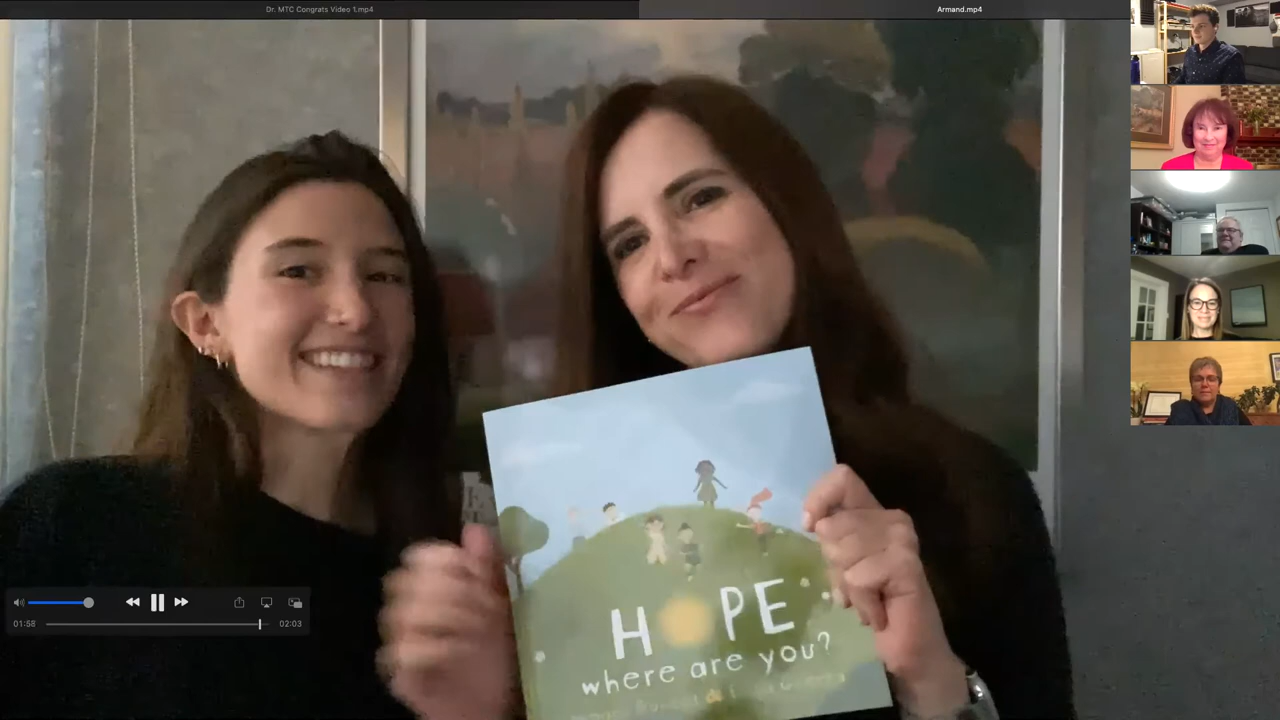 Dr. MTC Congrats Video 1.mp4
Armand.mp4
HOPE
where are you?
01:58
02:03